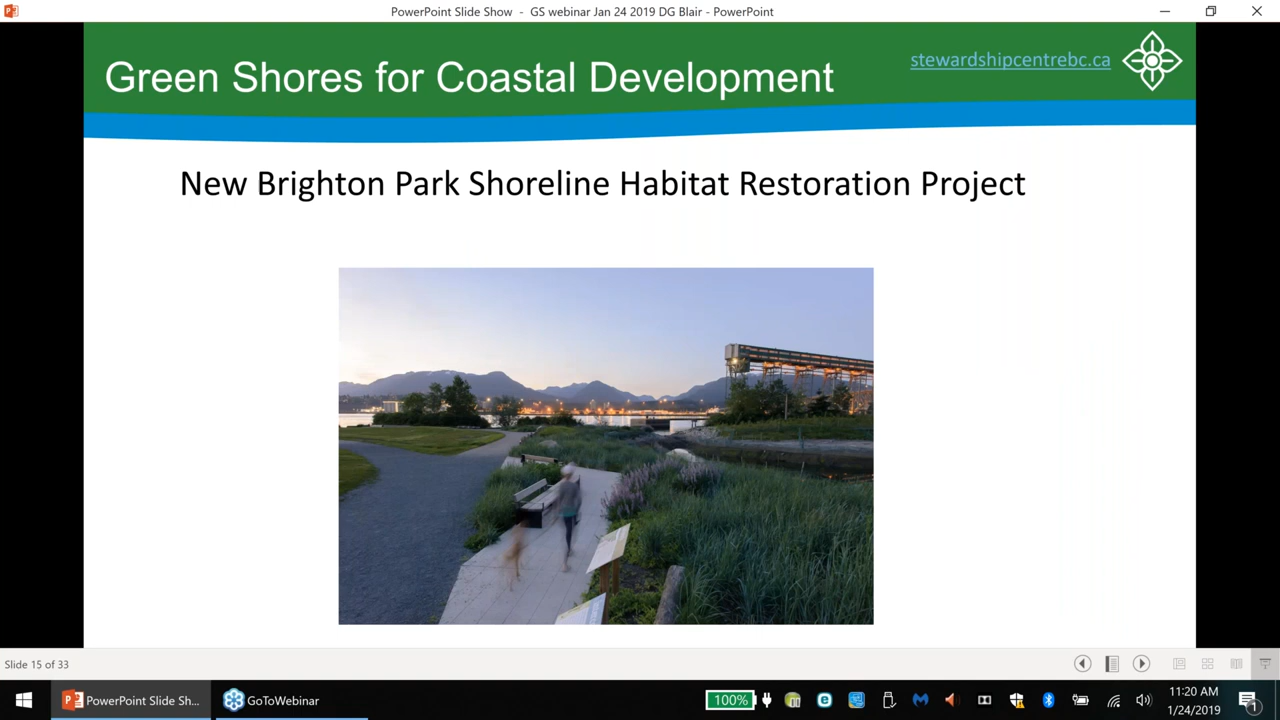 PowerPoint Slide Show - GS webinar Jan 24 2019 DG Blair - PowerPoint
Green Shores for Coastal Development
stewardshipcentrebc.ca
New Brighton Park Shoreline Habitat Restoration Project
Slide 15 of 33
PowerPoint Slide Sh...
GoToWebinar
100%
11:20 AM
1/24/2019
1